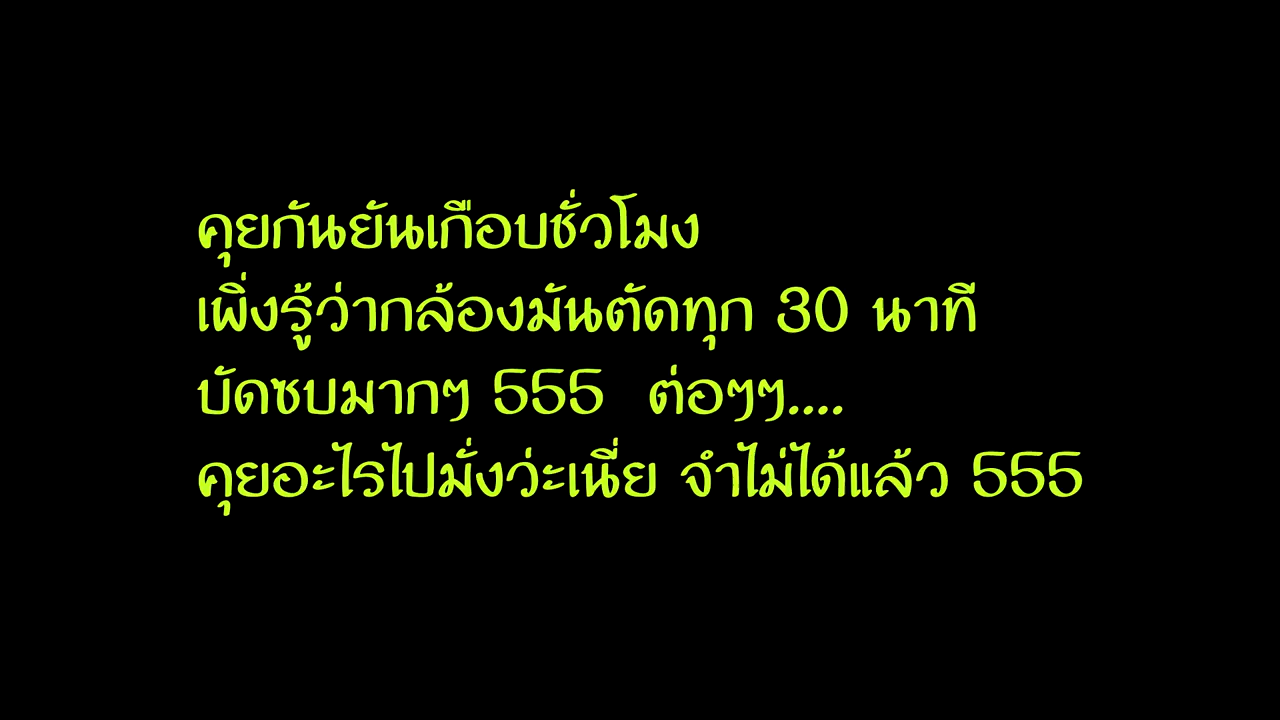 คุยกันยันเกือบชั่วโมง
เผิ่งรู้ว่ากล้องมันตัดทุก 30 นาที
บัดซบมากๆ 555  ต่อๆๆ....
คุยอะไรไปมั่งว่ะเนี่ย จำไม่ได้แล้ว 555